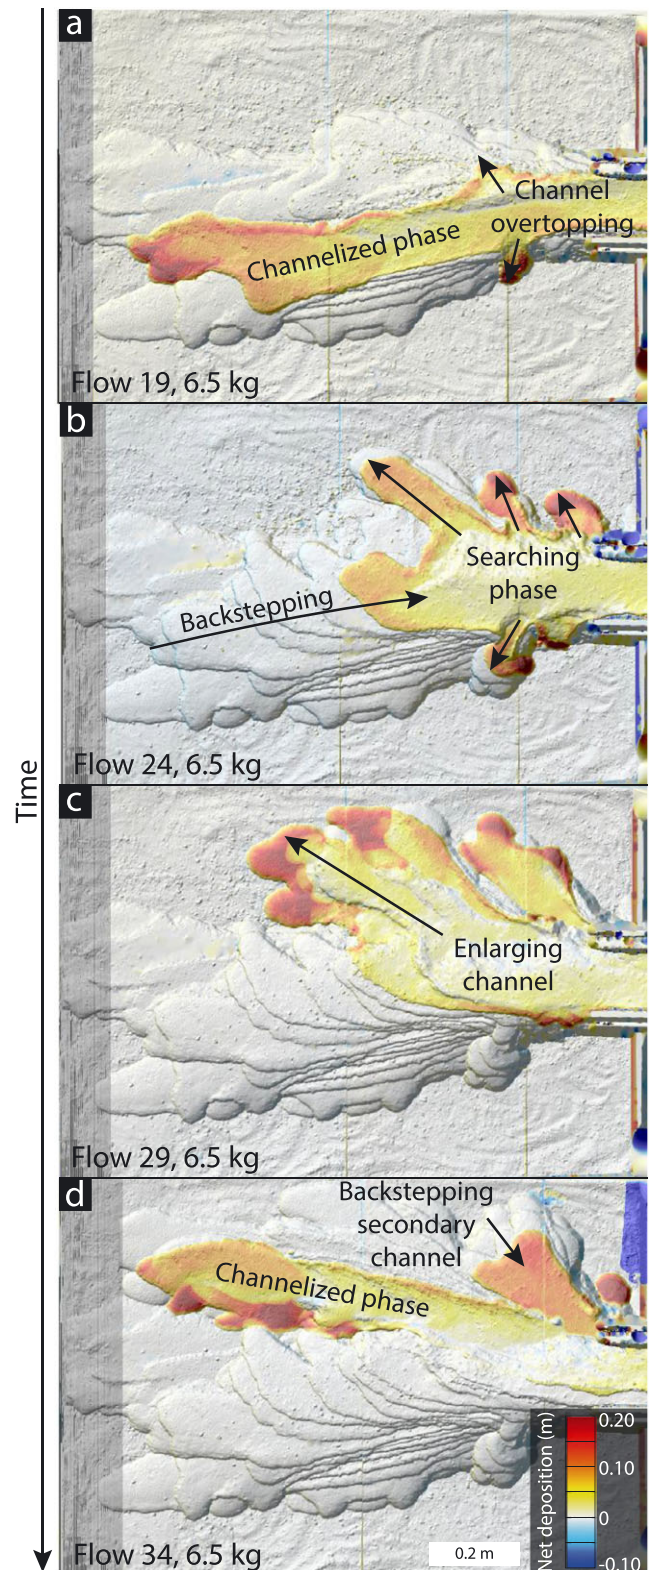 Time
a
Channel
overtopping
Channelized phase
Flow 19, 6.5 kg
b
Searching
phase
Backstepping
Flow 24, 6.5 kg
c
Enlarging
channel
Flow 29, 6.5 kg
d
Backstepping
secondary
channel
Channelized phase
Net deposition (m)
0.20
0.10
0
-0.10
0.2 m
Flow 34, 6.5 kg